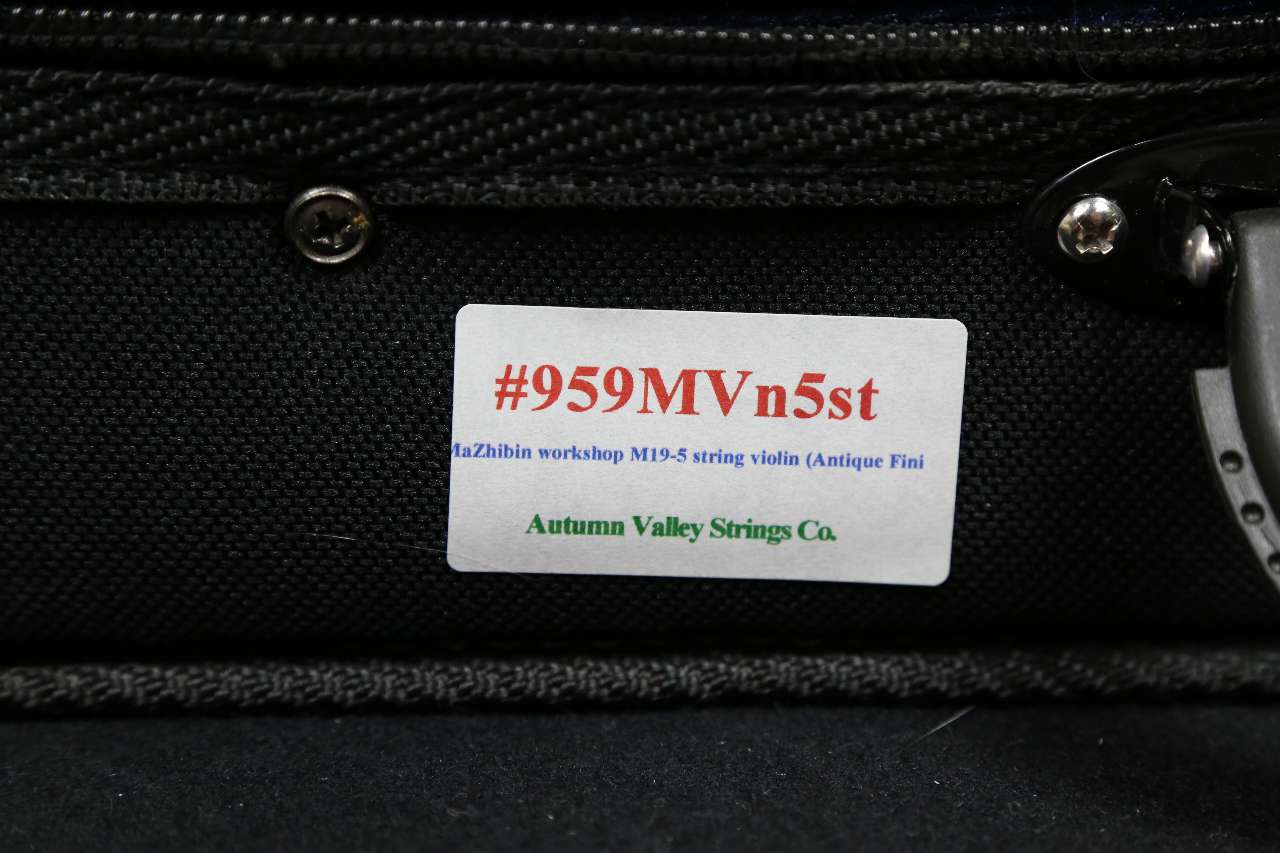 #959MVn5st
MaZhibin workshop M19-5 string violin (Antique Fini
Autumn Valley Strings Co.